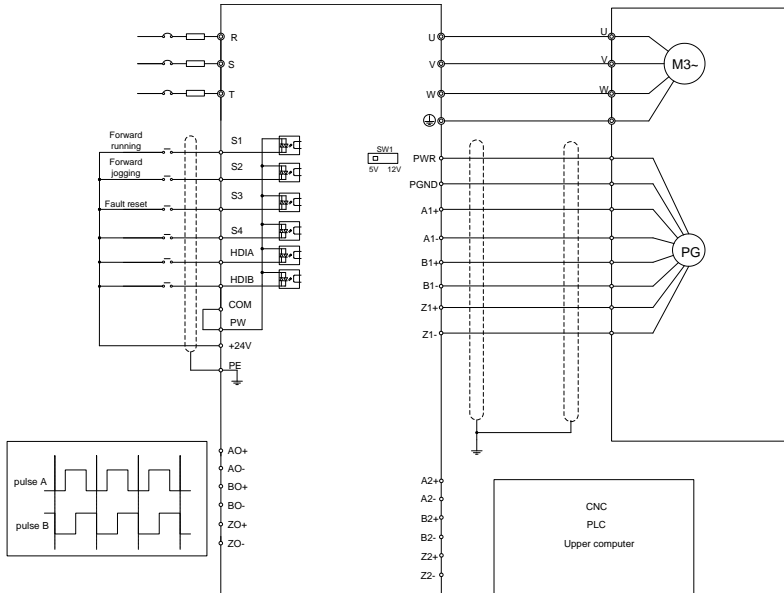 R
S
T
Forward
running
Forward
jogging
Fault reset
S1
S2
S3
S4
HDIA
HDIB
COM
PW
+24V
PE
SW1
5V 12V
U
V
W
PWR
PGND
A1+
A1-
B1+
B1-
Z1+
Z1-
U
V
W
M3~
PG
pulse A
pulse B
AO+
AO-
BO+
BO-
ZO+
ZO-
A2+
A2-
B2+
B2-
Z2+
Z2-
CNC
PLC
Upper computer